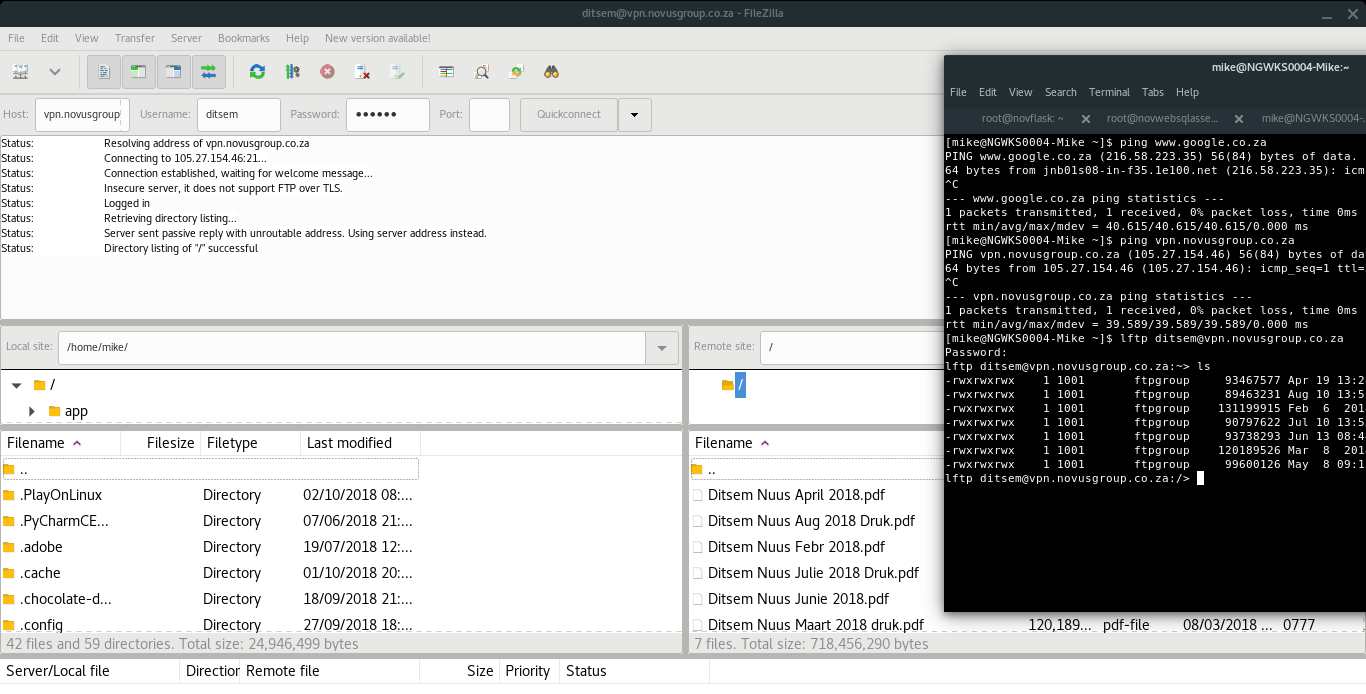 ditsem@vpn.novusgroup.co.za - FileZilla
File Edit View Transfer Server Bookmarks Help New version available!
Host: vpn.novusgroup Username: ditsem Password: •••••• Port: Quickconnect
Status: Resolving address of vpn.novusgroup.co.za
Status: Connecting to 105.27.154.46:21...
Status: Connection established, waiting for welcome message...
Status: Insecure server, it does not support FTP over TLS.
Status: Logged in
Status: Retrieving directory listing...
Status: Server sent passive reply with unroutable address. Using server address instead.
Status: Directory listing of "/" successful
Local site: /home/mike/
/
app
Filename Filesize Filetype Last modified
..
.PlayOnLinux Directory 02/10/2018 08:...
.PyCharmCE... Directory 07/06/2018 21:...
.adobe Directory 19/07/2018 12:...
.cache Directory 01/10/2018 20:...
.chocolate-d... Directory 18/09/2018 21:...
.config Directory 27/09/2018 18:...
42 files and 59 directories. Total size: 24,946,499 bytes
Remote site: /
/
Filename
..
Ditsem Nuus April 2018.pdf
Ditsem Nuus Aug 2018 Druk.pdf
Ditsem Nuus Febr 2018.pdf
Ditsem Nuus Julie 2018 Druk.pdf
Ditsem Nuus Junie 2018.pdf
Ditsem Nuus Maart 2018 druk.pdf 120,189... pdf-file 08/03/2018 ... 0777
7 files. Total size: 718,456,290 bytes
Server/Local file Direction Remote file Size Priority Status
mike@NGWKS0004-Mike:~
File Edit View Search Terminal Tabs Help
root@novflask: ~ root@novwebsqlasse... mike@NGWKS0004-...
[mike@NGWKS0004-Mike ~]$ ping www.google.co.za
PING www.google.co.za (216.58.223.35) 56(84) bytes of data.
64 bytes from jnb01s08-in-f35.1e100.net (216.58.223.35): icm
^C
--- www.google.co.za ping statistics ---
1 packets transmitted, 1 received, 0% packet loss, time 0ms
rtt min/avg/max/mdev = 40.615/40.615/40.615/0.000 ms
[mike@NGWKS0004-Mike ~]$ ping vpn.novusgroup.co.za
PING vpn.novusgroup.co.za (105.27.154.46) 56(84) bytes of da
64 bytes from 105.27.154.46 (105.27.154.46): icmp_seq=1 ttl=
^C
--- vpn.novusgroup.co.za ping statistics ---
1 packets transmitted, 1 received, 0% packet loss, time 0ms
rtt min/avg/max/mdev = 39.589/39.589/39.589/0.000 ms
[mike@NGWKS0004-Mike ~]$ lftp ditsem@vpn.novusgroup.co.za
Password:
lftp ditsem@vpn.novusgroup.co.za:~> ls
-rwxrwxrwx 1 1001 ftpgroup 93467577 Apr 19 13:2
-rwxrwxrwx 1 1001 ftpgroup 89463231 Aug 10 13:5
-rwxrwxrwx 1 1001 ftpgroup 131199915 Feb 6 201
-rwxrwxrwx 1 1001 ftpgroup 90797622 Jul 10 13:5
-rwxrwxrwx 1 1001 ftpgroup 93738293 Jun 13 08:4
-rwxrwxrwx 1 1001 ftpgroup 120189526 Mar 8 201
-rwxrwxrwx 1 1001 ftpgroup 99600126 May 8 09:1
lftp ditsem@vpn.novusgroup.co.za:/>